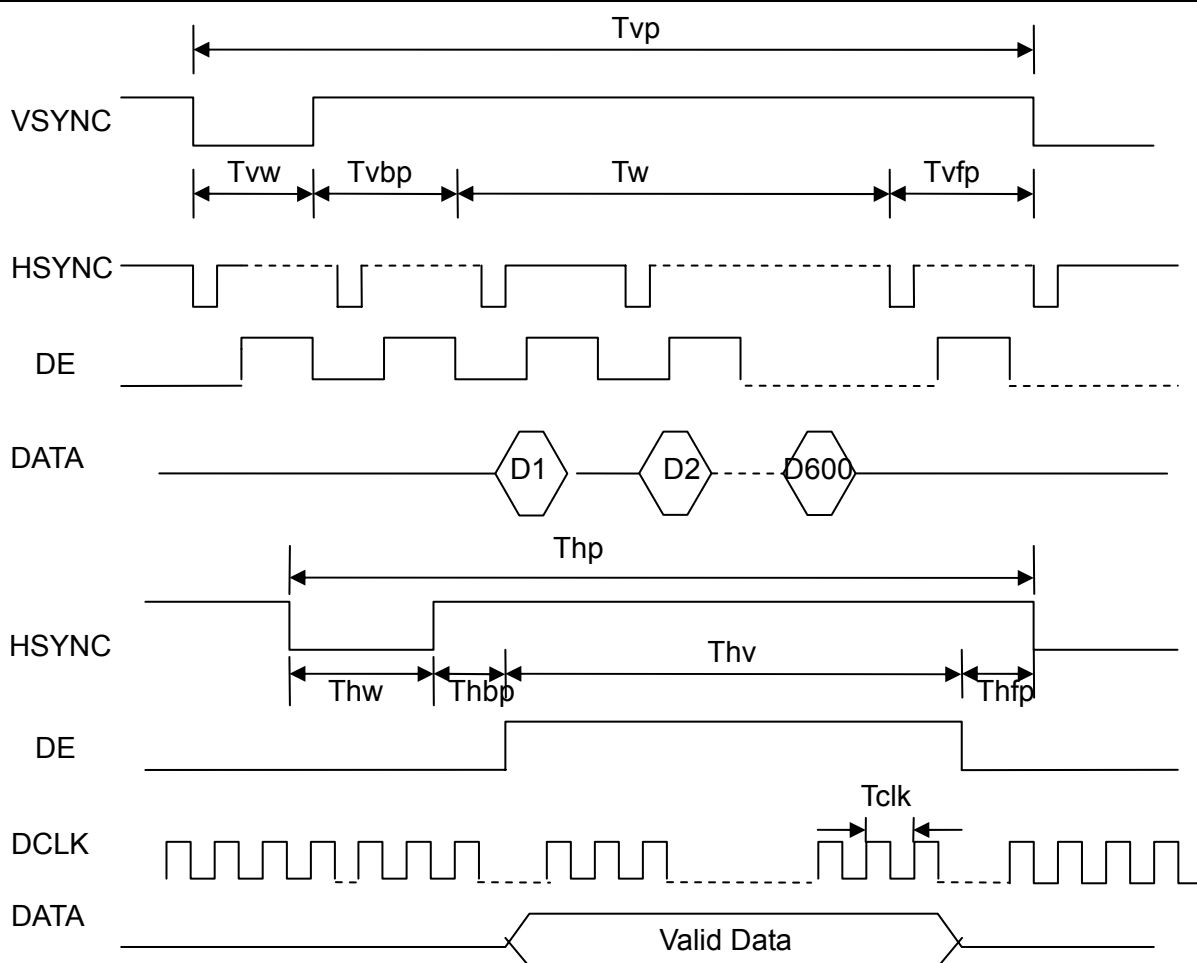 Tvp
VSYNC
Tvw Tvbp Tw Tvfp
HSYNC
DE
DATA
D1 D2 D600
Thp
HSYNC
Thw Thbp Thv Thfp
DE
Tclk
DCLK
DATA
Valid Data